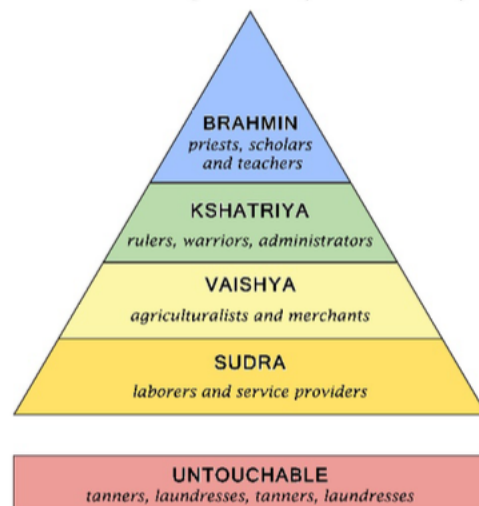 BRAHMIN
priests, scholars
and teachers
KSHATRIYA
rulers, warriors, administrators
VAISHYA
agriculturalists and merchants
SUDRA
laborers and service providers
UNTOUCHABLE
tanners, laundresses, tanners, laundresses